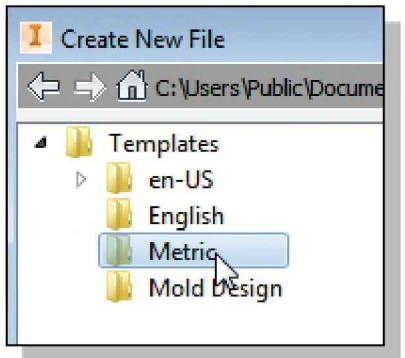 I Create New File
C:\Users\Public\Docume
Templates
en-US
English
Metric
Mold Design